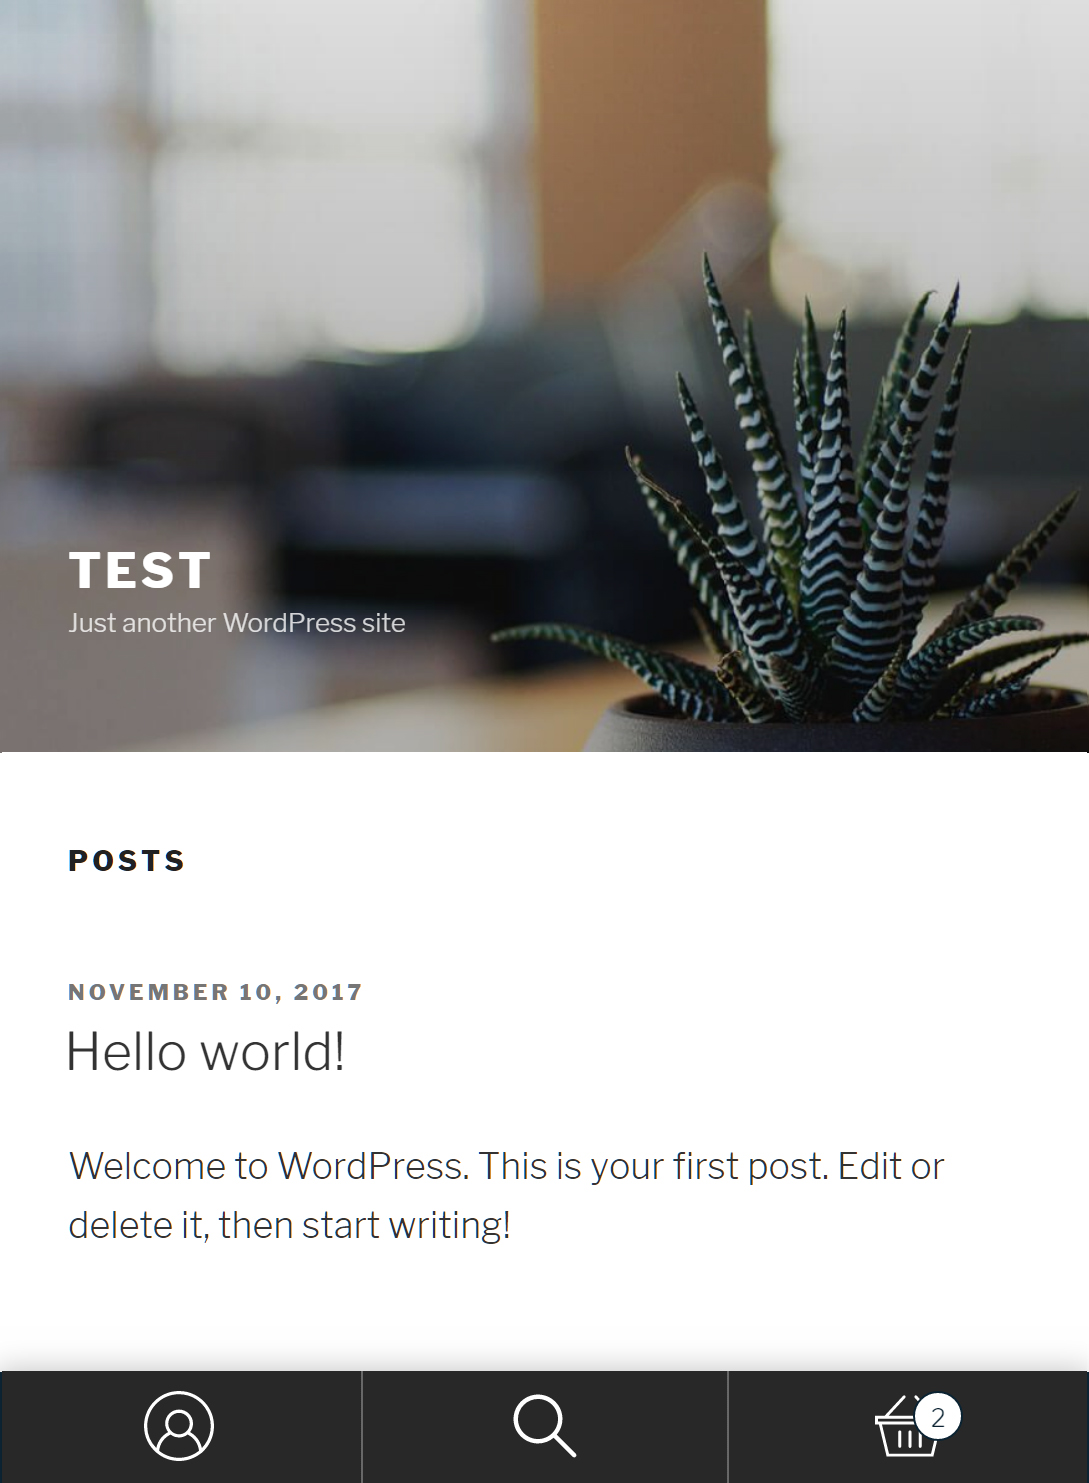 TEST
Just another WordPress site
POSTS
NOVEMBER 10, 2017
Hello world!
Welcome to WordPress. This is your first post. Edit or
delete it, then start writing!
2